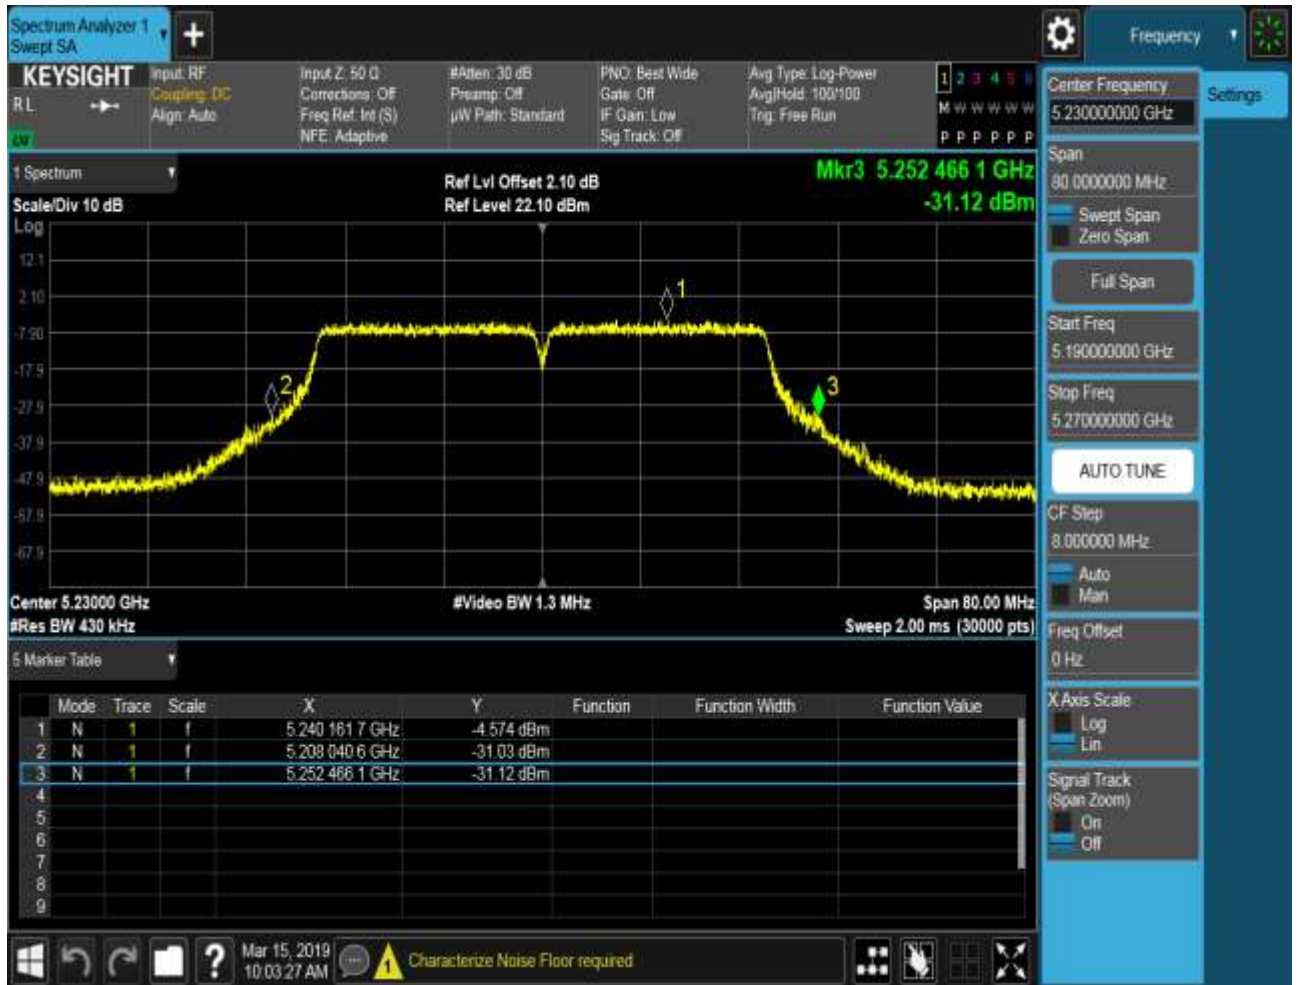 Spectrum Analyzer 1
Swept SA
+
Frequency
KEYSIGHT
RL
Input: RF
Coupling: DC
Align: Auto
Input Z: 50 Ω
Corrections: Off
Freq Ref: Int (S)
NFE: Adaptive
#Atten: 30 dB
Preamp: Off
µW Path: Standard
PNO: Best Wide
Gate: Off
IF Gain: Low
Sig Track: Off
Avg Type: Log-Power
Avg|Hold: 100/100
Trig: Free Run
1 2 3 4 5 6
M W W W W W
P P P P P P
1 Spectrum
Scale/Div 10 dB
Ref Lvl Offset 2.10 dB
Ref Level 22.10 dBm
Mkr3 5.252 466 1 GHz
-31.12 dBm
Log
12.1
2.10
-7.90
-17.9
-27.9
-37.9
-47.9
-57.9
-67.9
1
2
3
Center 5.23000 GHz
#Res BW 430 kHz
#Video BW 1.3 MHz
Span 80.00 MHz
Sweep 2.00 ms (30000 pts)
5 Marker Table
Mode Trace Scale X Y Function Function Width Function Value
1 N 1 f 5.240 161 7 GHz -4.574 dBm
2 N 1 f 5.208 040 6 GHz -31.03 dBm
3 N 1 f 5.252 466 1 GHz -31.12 dBm
4
5
6
7
8
9
Mar 15, 2019
10:03:27 AM
?
1
Characterize Noise Floor required
Center Frequency
5.230000000 GHz
Settings
Span
80.0000000 MHz
Swept Span
Zero Span
Full Span
Start Freq
5.190000000 GHz
Stop Freq
5.270000000 GHz
AUTO TUNE
CF Step
8.000000 MHz
Auto
Man
Freq Offset
0 Hz
X Axis Scale
Log
Lin
Signal Track
(Span Zoom)
On
Off